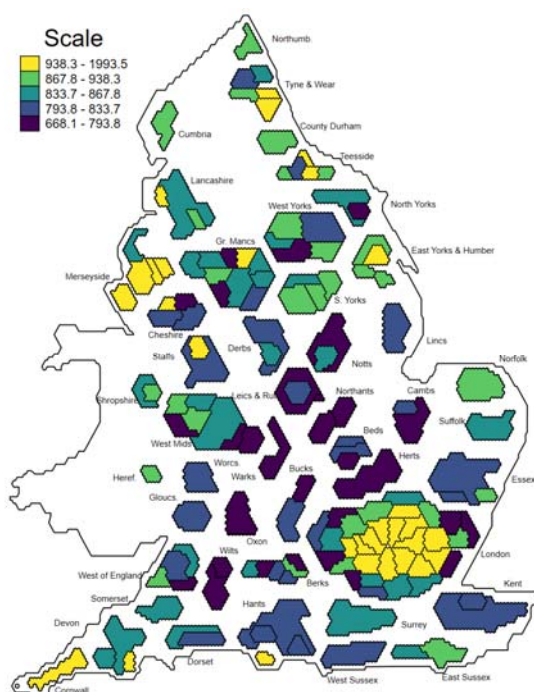 Scale
938.3 - 1993.5
867.8 - 938.3
833.7 - 867.8
793.8 - 833.7
668.1 - 793.8
Northumb.
Tyne & Wear
Cumbria
County Durham
Teesside
Lancashire
North Yorks
West Yorks
Gr. Mancs
East Yorks & Humber
Merseyside
S. Yorks
Cheshire
Lincs
Staffs
Derbs
Notts
Norfolk
Shropshire
Leics & Rut
Northants
Cambs
Suffolk
West Mids
Beds
Worcs.
Heref.
Warks
Bucks
Herts
Essex
Gloucs.
Oxon
London
Wilts
West of England
Berks
Kent
Somerset
Hants
Devon
Surrey
Dorset
West Sussex
East Sussex
Cornwall